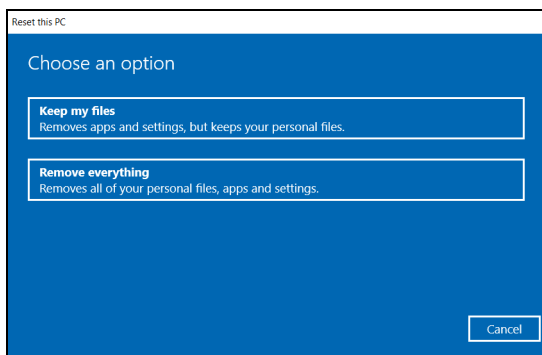 Reset this PC
Choose an option
Keep my files
Removes apps and settings, but keeps your personal files.
Remove everything
Removes all of your personal files, apps and settings.
Cancel